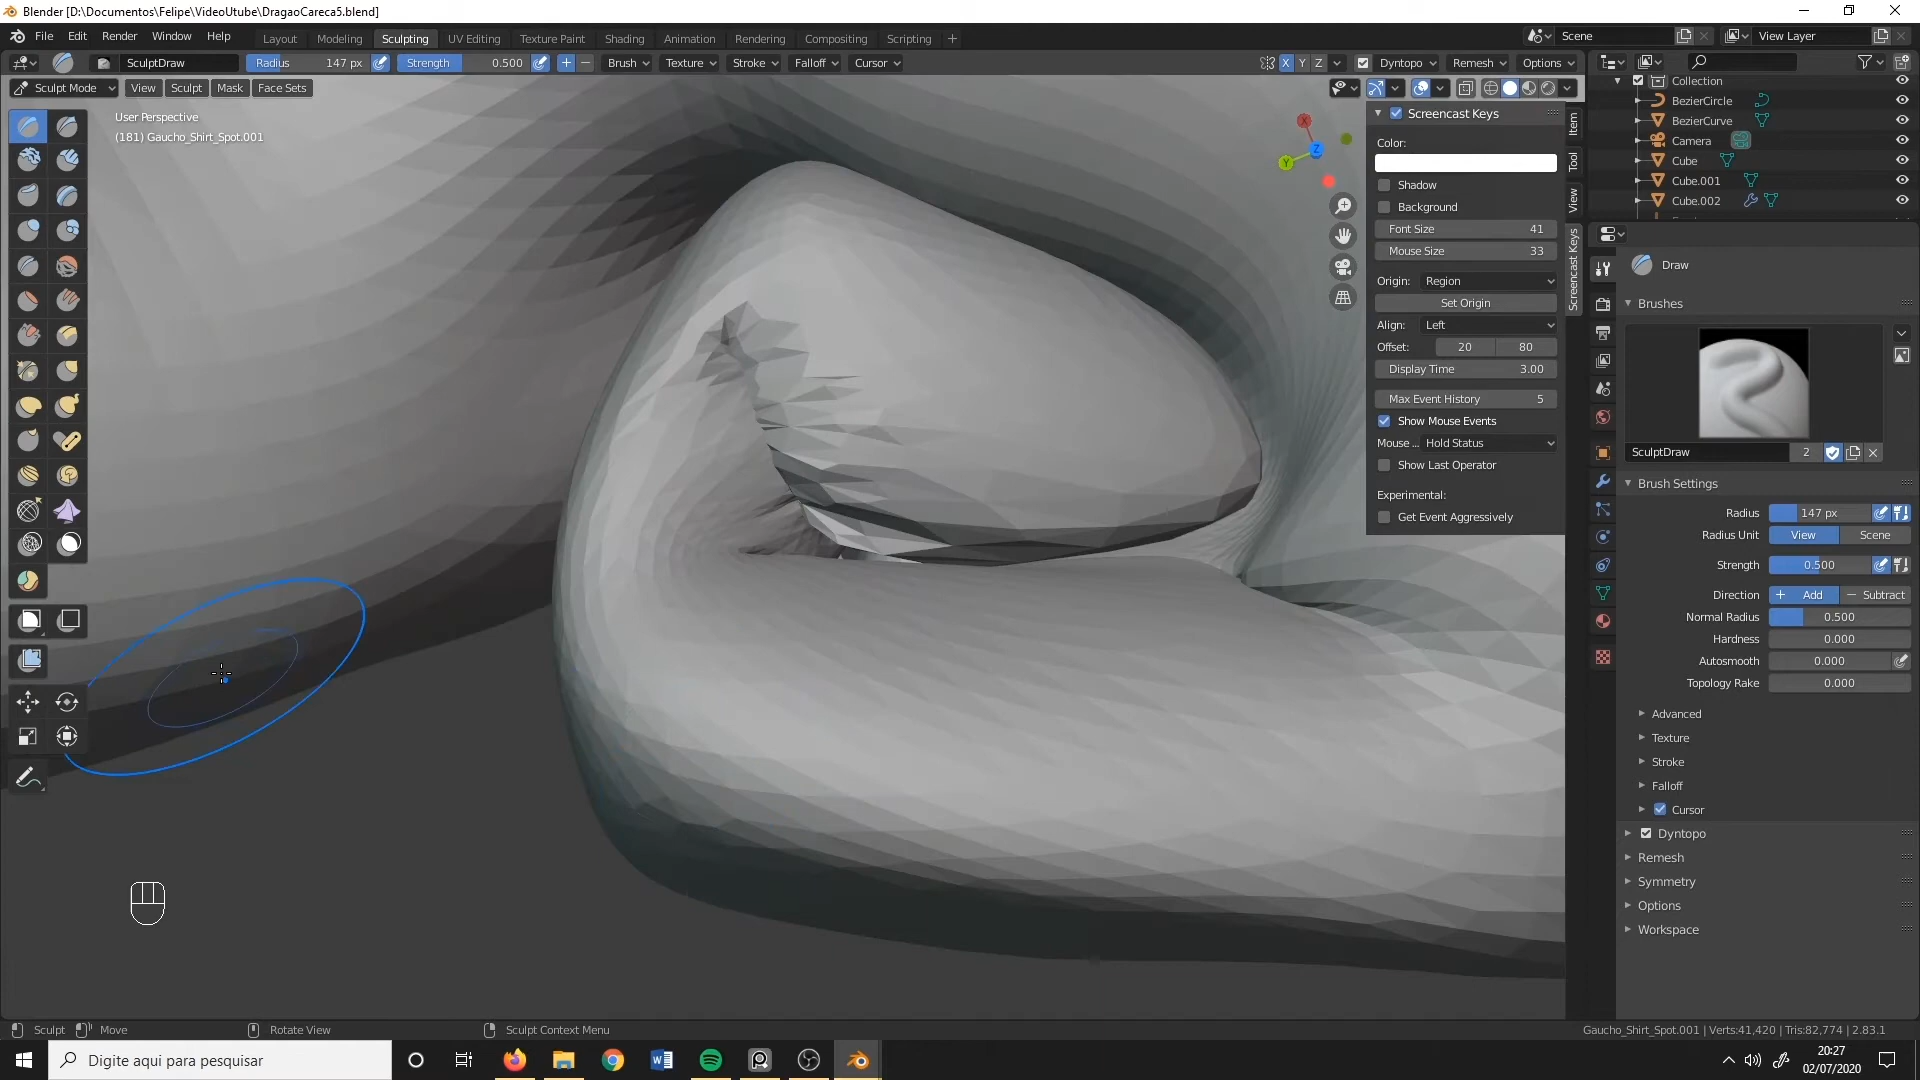 Blender [D:\Documentos\Felipe\VideoUtube\DragaoCareca5.blend]
File Edit Render Window Help Layout Modeling Sculpting UV Editing Texture Paint Shading Animation Rendering Compositing Scripting + Scene View Layer
SculptDraw Radius 147 px Strength 0.500 + − Brush Texture Stroke Falloff Cursor X Y Z Dyntopo Remesh Options
Sculpt Mode View Sculpt Mask Face Sets
User Perspective
(181) Gaucho_Shirt_Spot.001
X
Y
Z
Screencast Keys
Color:
Shadow
Background
Font Size 41
Mouse Size 33
Origin: Region
Set Origin
Align: Left
Offset: 20 80
Display Time 3.00
Max Event History 5
Show Mouse Events
Mouse ... Hold Status
Show Last Operator
Experimental:
Get Event Aggressively
Item
Tool
View
Screencast Keys
Collection
BezierCircle
BezierCurve
Camera
Cube
Cube.001
Cube.002
Draw
Brushes
SculptDraw 2
Brush Settings
Radius 147 px
Radius Unit View Scene
Strength 0.500
Direction + Add − Subtract
Normal Radius 0.500
Hardness 0.000
Autosmooth 0.000
Topology Rake 0.000
Advanced
Texture
Stroke
Falloff
Cursor
Dyntopo
Remesh
Symmetry
Options
Workspace
Sculpt Move Rotate View Sculpt Context Menu Gaucho_Shirt_Spot.001 | Verts:41,420 | Tris:82,774 | 2.83.1
Digite aqui para pesquisar
20:27
02/07/2020